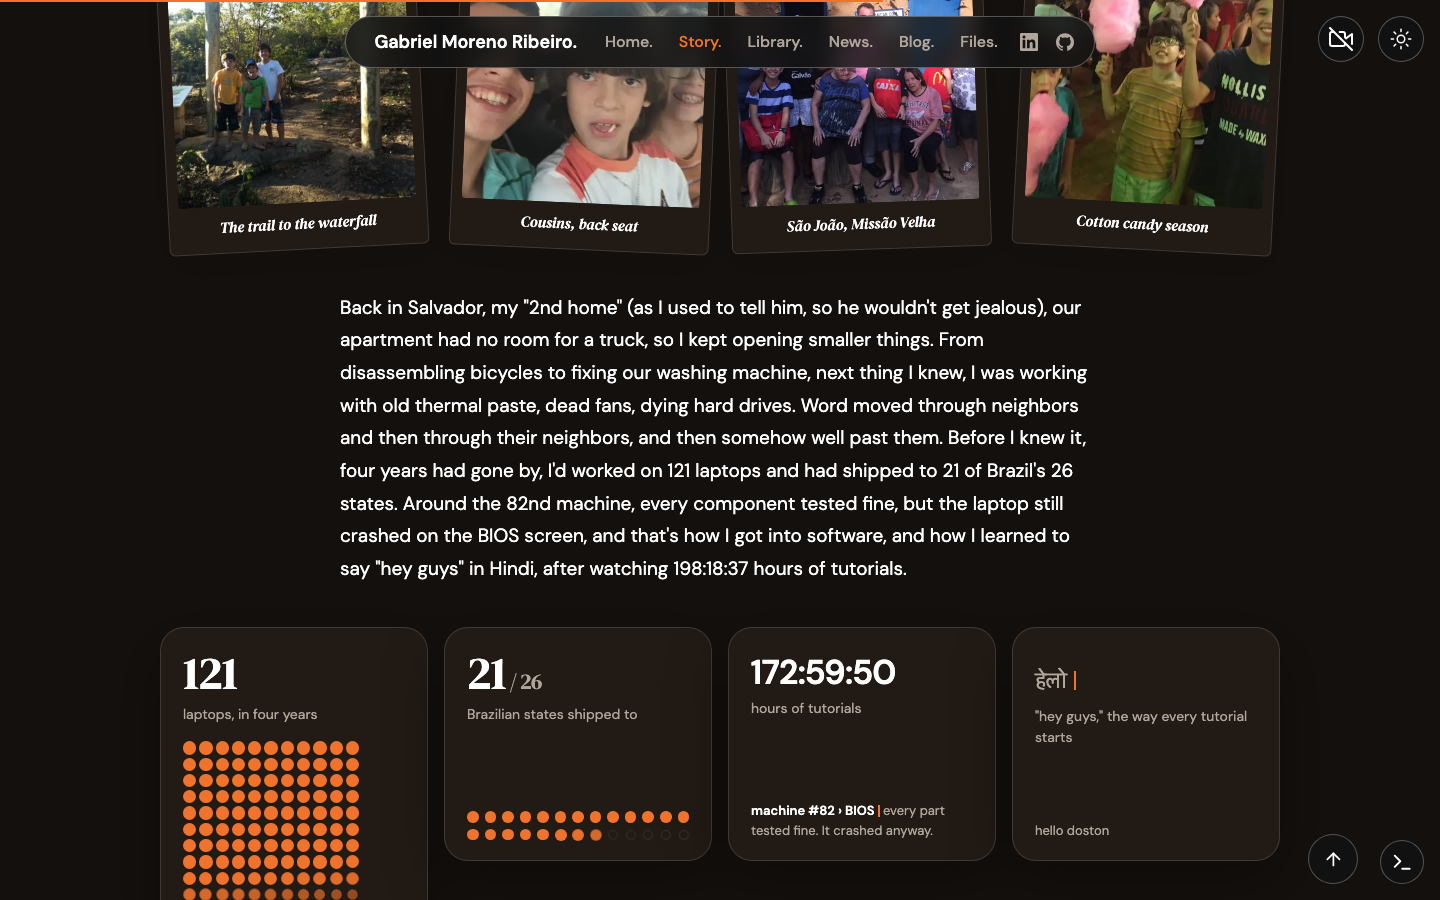 Gabriel Moreno Ribeiro. Home. Story. Library. News. Blog. Files.
HOLLIS
MADE by WAX
Galvão
CAIXA
The trail to the waterfall
Cousins, back seat
São João, Missão Velha
Cotton candy season
Back in Salvador, my "2nd home" (as I used to tell him, so he wouldn't get jealous), our
apartment had no room for a truck, so I kept opening smaller things. From
disassembling bicycles to fixing our washing machine, next thing I knew, I was working
with old thermal paste, dead fans, dying hard drives. Word moved through neighbors
and then through their neighbors, and then somehow well past them. Before I knew it,
four years had gone by, I'd worked on 121 laptops and had shipped to 21 of Brazil's 26
states. Around the 82nd machine, every component tested fine, but the laptop still
crashed on the BIOS screen, and that's how I got into software, and how I learned to
say "hey guys" in Hindi, after watching 198:18:37 hours of tutorials.
121
laptops, in four years
21 / 26
Brazilian states shipped to
172:59:50
hours of tutorials
machine #82 › BIOS | every part
tested fine. It crashed anyway.
हेलो
"hey guys," the way every tutorial
starts
hello doston